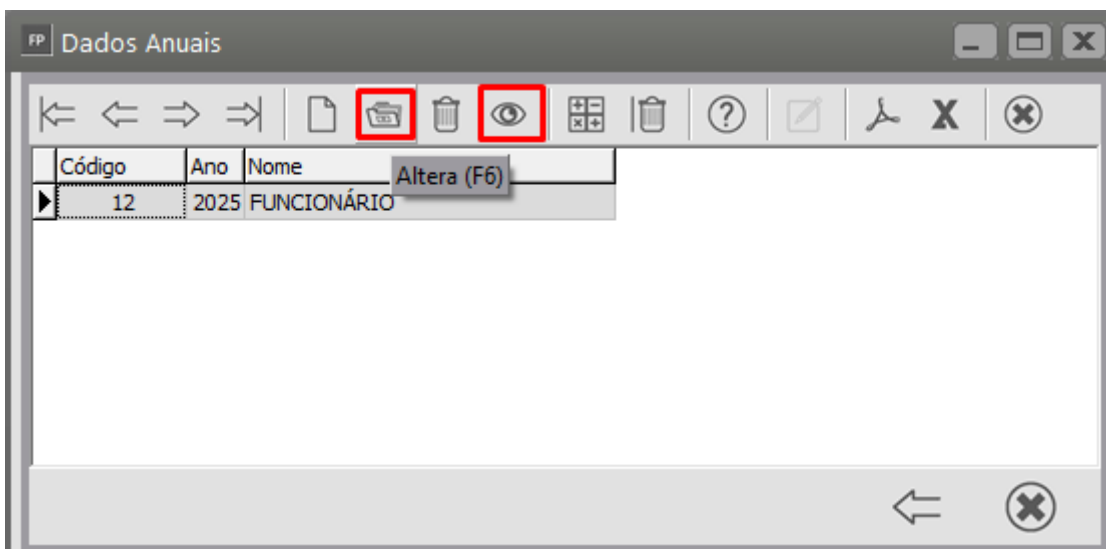 FP Dados Anuais
Código Ano Nome
Altera (F6)
12 2025 FUNCIONÁRIO